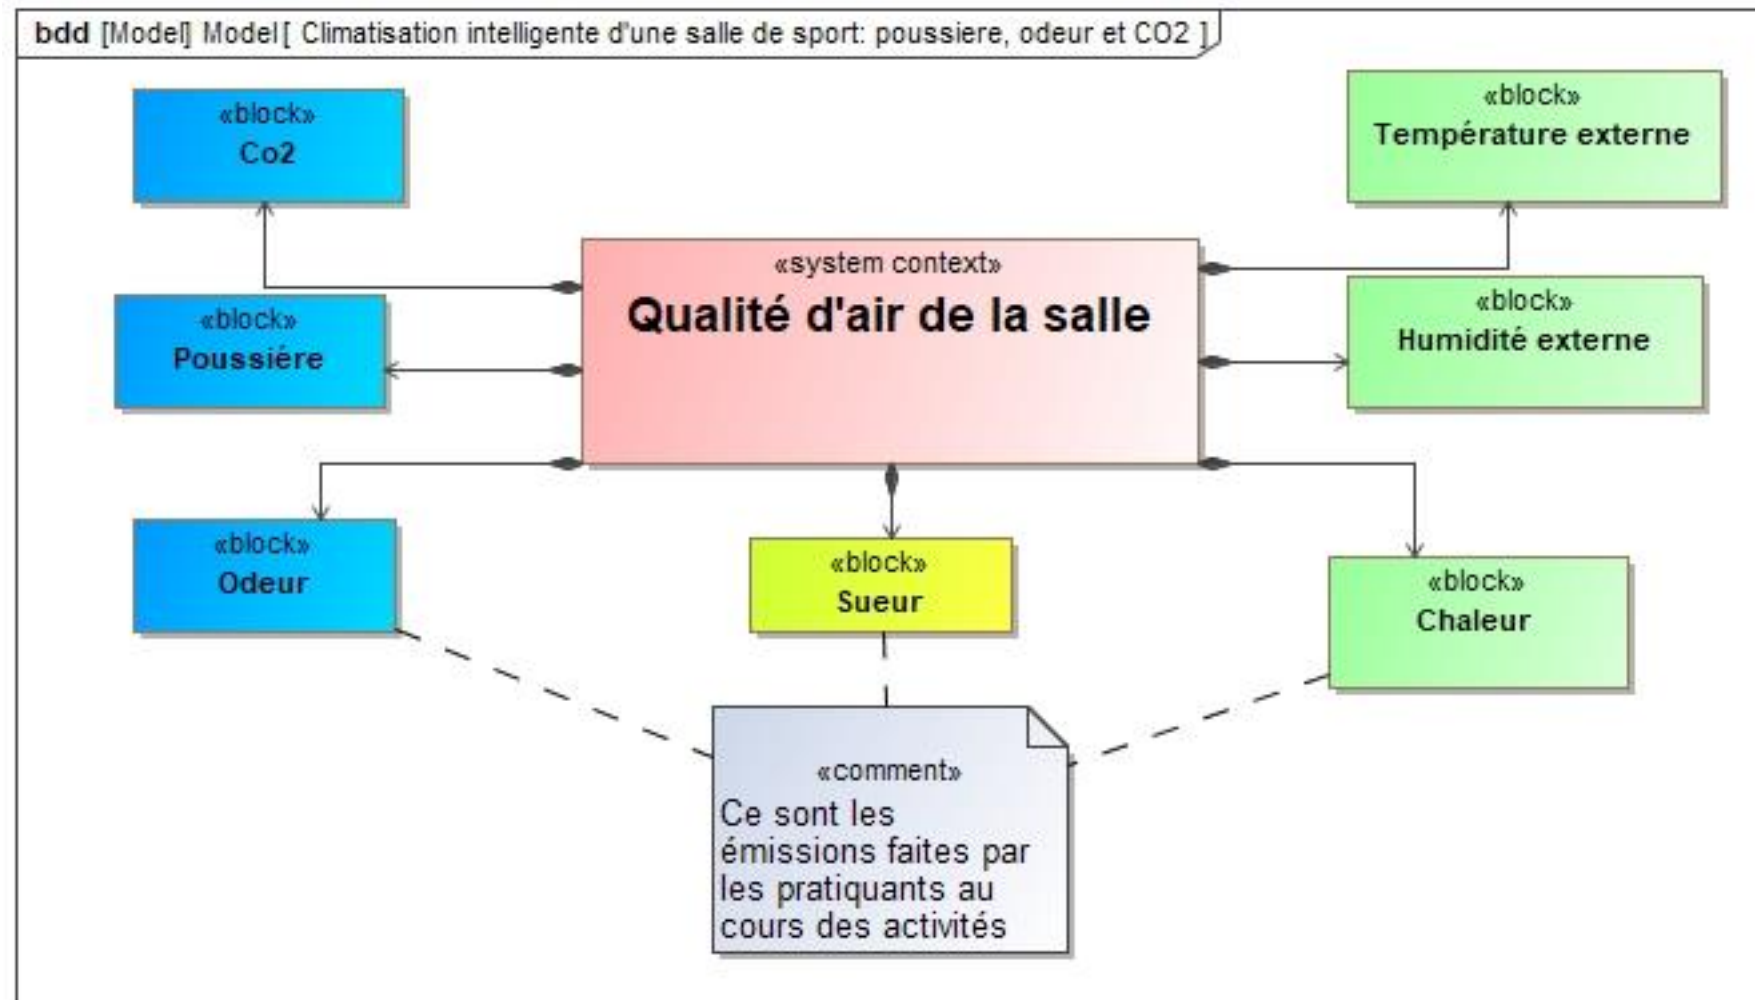 bdd [Model] Model [ Climatisation intelligente d'une salle de sport: poussiere, odeur et CO2 ]
«block»
Co2
«block»
Température externe
«system context»
Qualité d'air de la salle
«block»
Poussiére
«block»
Humidité externe
«block»
Odeur
«block»
Sueur
«block»
Chaleur
«comment»
Ce sont les
émissions faites par
les pratiquants au
cours des activités